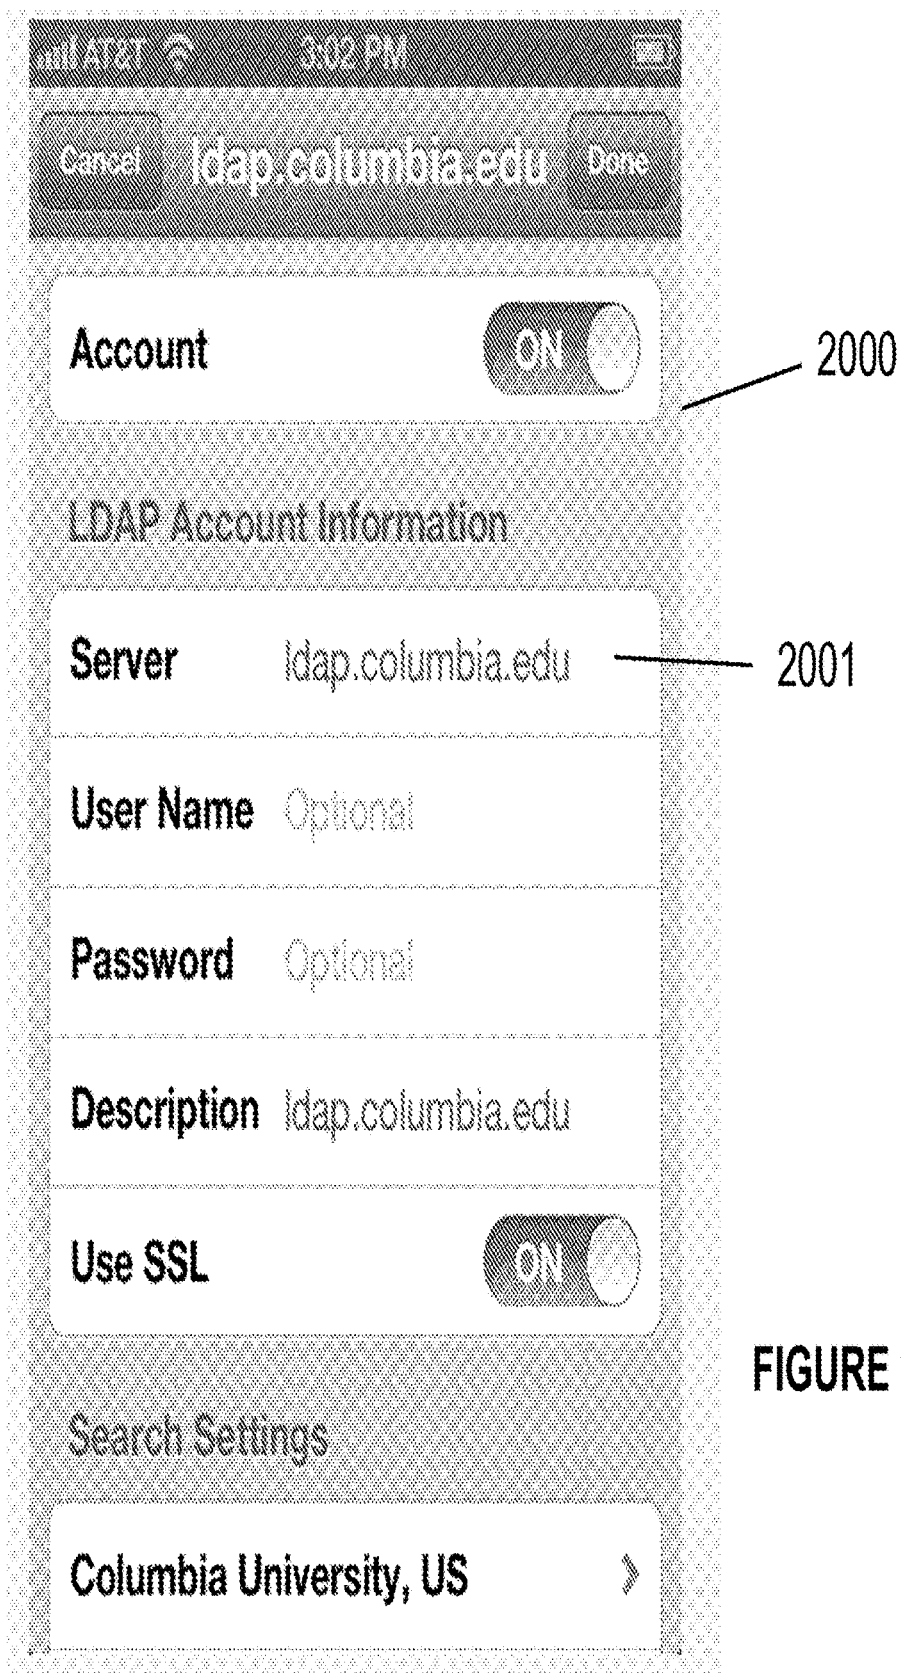 AT&T 3:02 PM
Cancel ldap.columbia.edu Done
Account ON
2000
LDAP Account Information
Server ldap.columbia.edu
2001
User Name Optional
Password Optional
Description ldap.columbia.edu
Use SSL ON
FIGURE
Search Settings
Columbia University, US